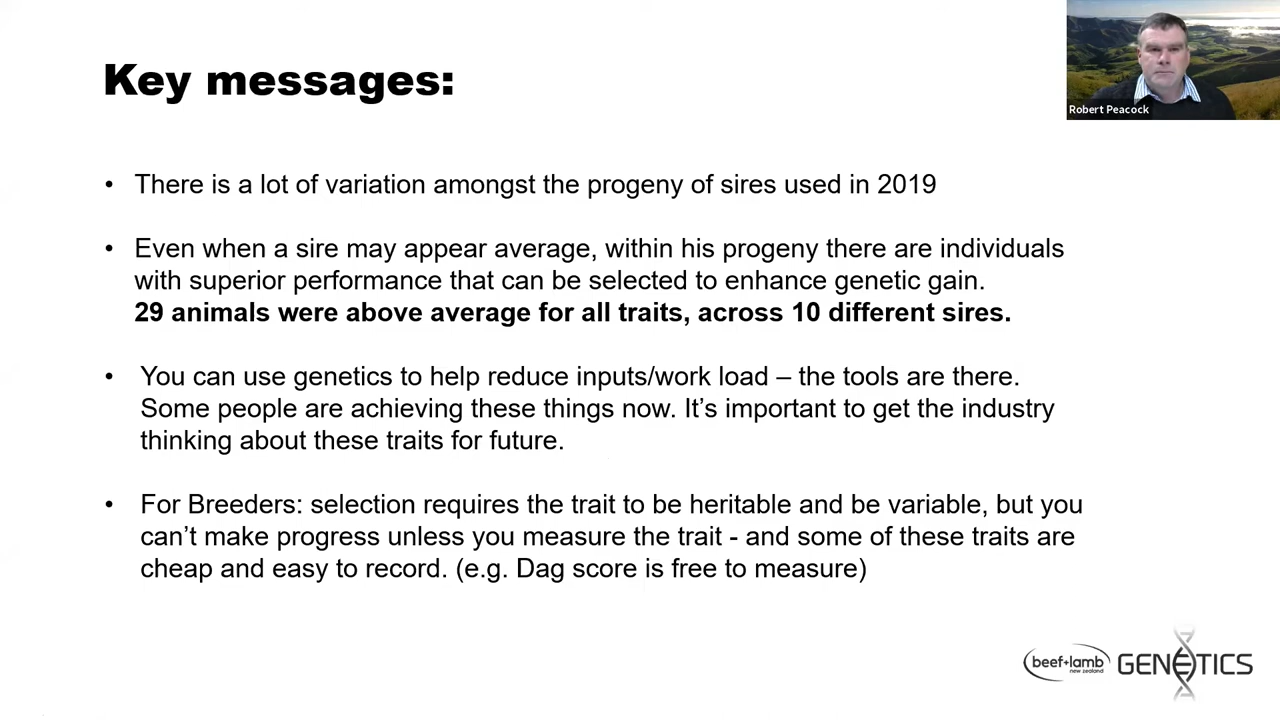 Key messages:
Robert Peacock
• There is a lot of variation amongst the progeny of sires used in 2019
• Even when a sire may appear average, within his progeny there are individuals
with superior performance that can be selected to enhance genetic gain.
29 animals were above average for all traits, across 10 different sires.
• You can use genetics to help reduce inputs/work load – the tools are there.
Some people are achieving these things now. It’s important to get the industry
thinking about these traits for future.
• For Breeders: selection requires the trait to be heritable and be variable, but you
can’t make progress unless you measure the trait - and some of these traits are
cheap and easy to record. (e.g. Dag score is free to measure)
beef+lamb
new zealand
GENETICS